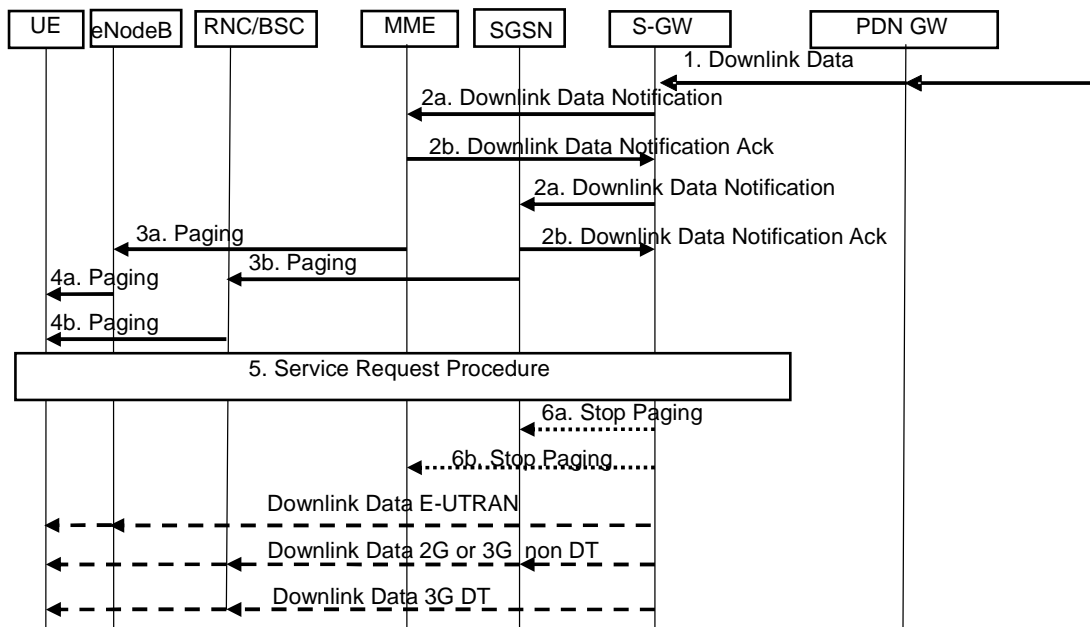 UE
eNodeB
RNC/BSC
MME
SGSN
S-GW
PDN GW
1. Downlink Data
2a. Downlink Data Notification
2b. Downlink Data Notification Ack
2a. Downlink Data Notification
3a. Paging
2b. Downlink Data Notification Ack
3b. Paging
4a. Paging
4b. Paging
5. Service Request Procedure
6a. Stop Paging
6b. Stop Paging
Downlink Data E-UTRAN
Downlink Data 2G or 3G non DT
Downlink Data 3G DT